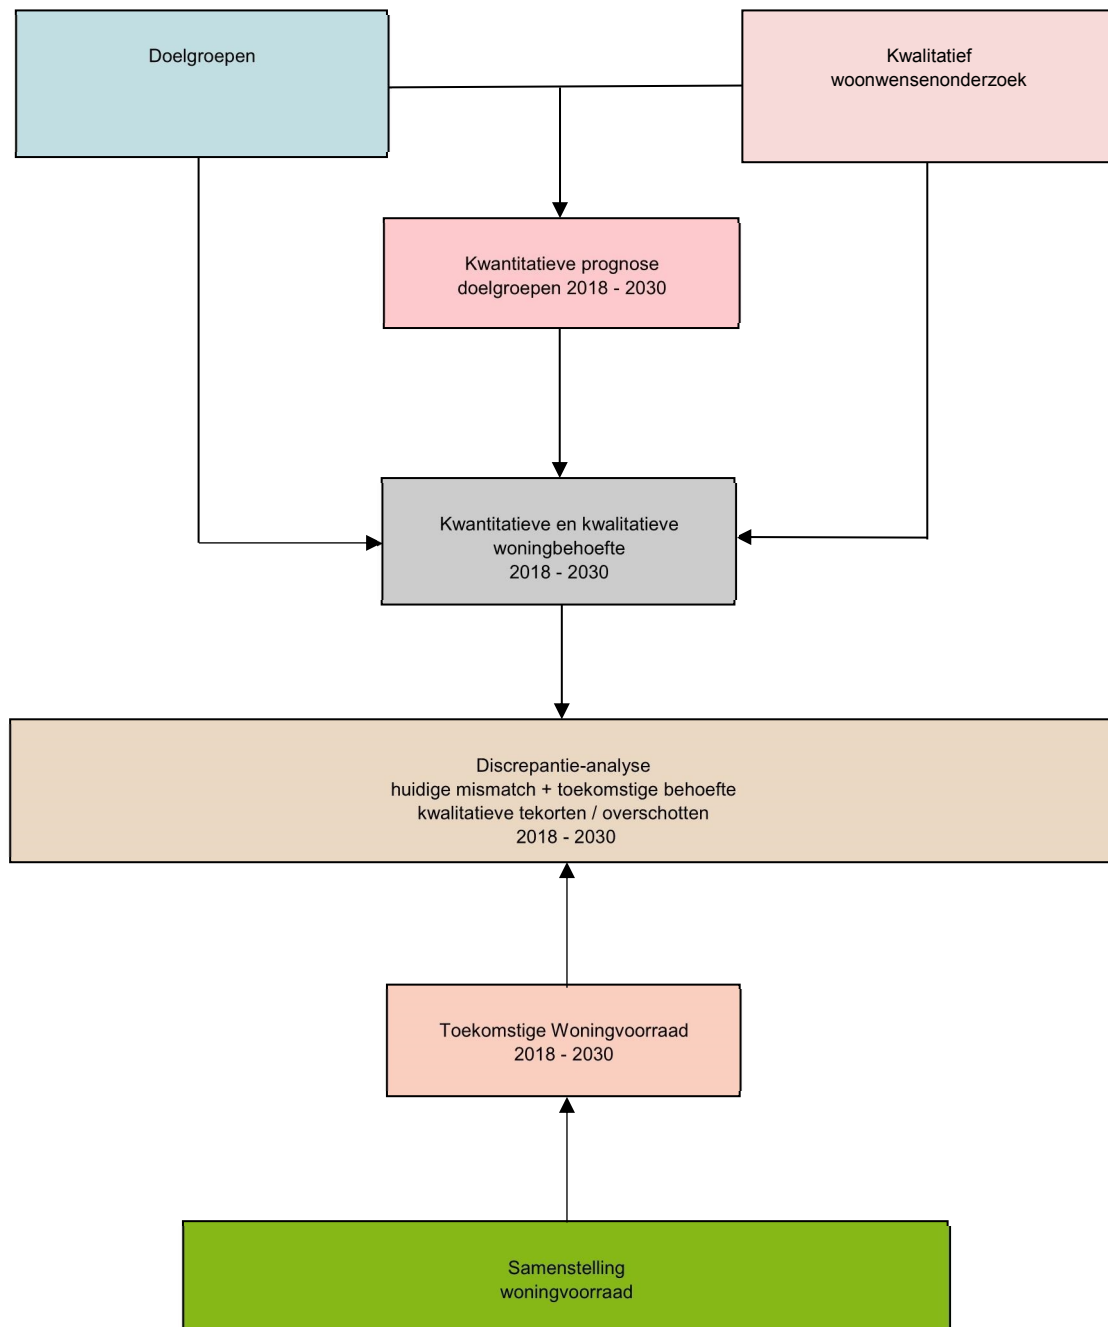 Doelgroepen
Kwalitatief
woonwensenonderzoek
Kwantitatieve prognose
doelgroepen 2018 - 2030
Kwantitatieve en kwalitatieve
woningbehoefte
2018 - 2030
Discrepantie-analyse
huidige mismatch + toekomstige behoefte
kwalitatieve tekorten / overschotten
2018 - 2030
Toekomstige Woningvoorraad
2018 - 2030
Samenstelling
woningvoorraad